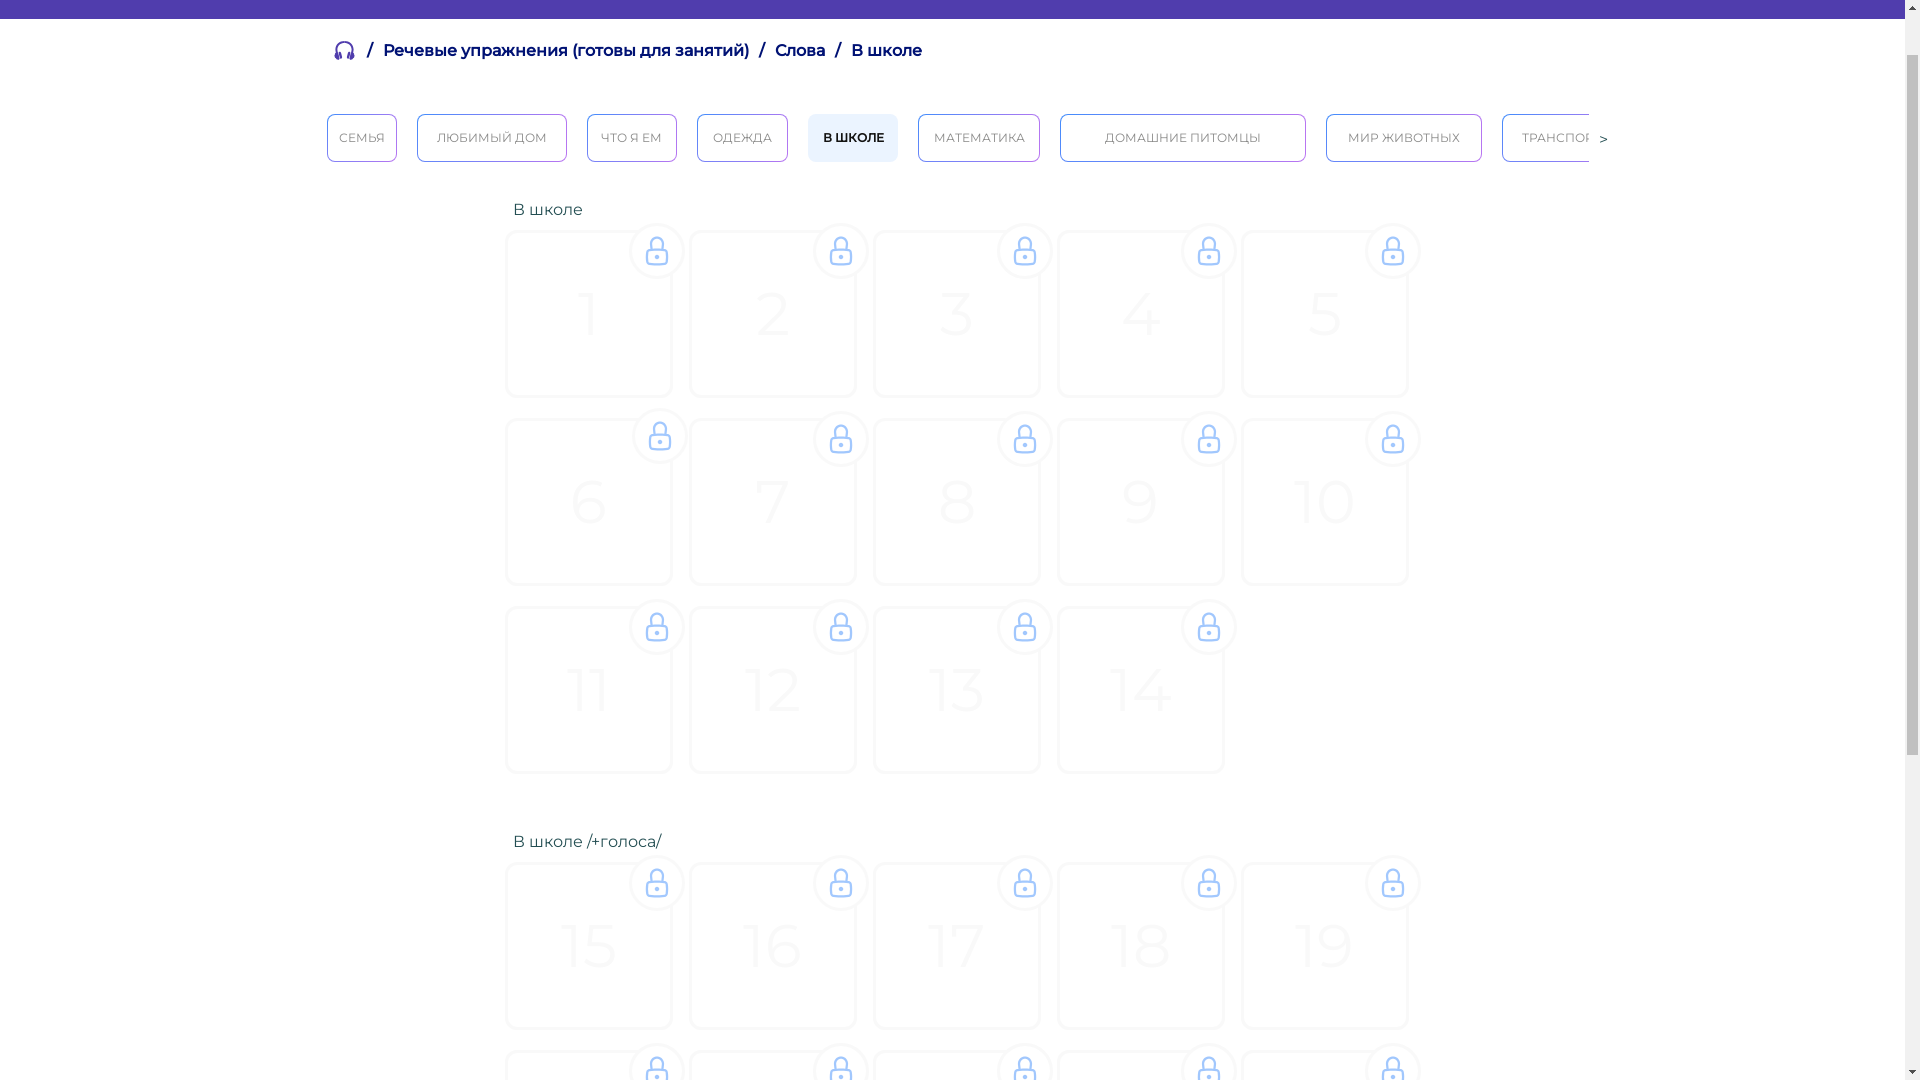 / Речевые упражнения (готовы для занятий) / Слова / В школе
СЕМЬЯ ЛЮБИМЫЙ ДОМ ЧТО Я ЕМ ОДЕЖДА В ШКОЛЕ МАТЕМАТИКА ДОМАШНИЕ ПИТОМЦЫ МИР ЖИВОТНЫХ ТРАНСПОР >
В школе
1 2 3 4 5
6 7 8 9 10
11 12 13 14
В школе /+голоса/
15 16 17 18 19